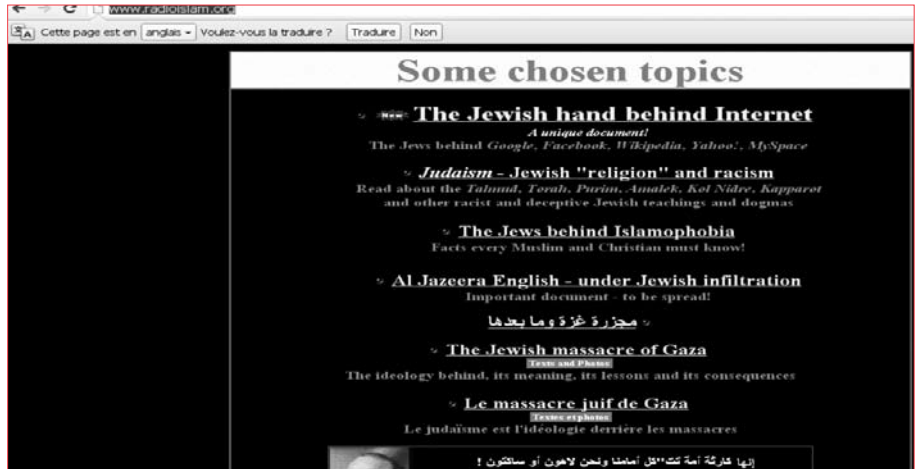 www.radioislam.org
Cette page est en anglais Voulez-vous la traduire ? Traduire Non
Some chosen topics
New The Jewish hand behind Internet
A unique document!
The Jews behind Google, Facebook, Wikipedia, Yahoo!, MySpace
Judaism - Jewish "religion" and racism
Read about the Talmud, Torah, Purim, Amalek, Kol Nidre, Kapparot
and other racist and deceptive Jewish teachings and dogmas
The Jews behind Islamophobia
Facts every Muslim and Christian must know!
Al Jazeera English - under Jewish infiltration
Important document - to be spread!
مجزرة غزة وما بعدها
The Jewish massacre of Gaza
Texts and Photos
The ideology behind, its meaning, its lessons and its consequences
Le massacre juif de Gaza
Textes et photos
Le judaïsme est l'idéologie derrière les massacres
إنها كارثة أمة تت"كل أمامنا ونحن لاهون أو ساكتون !